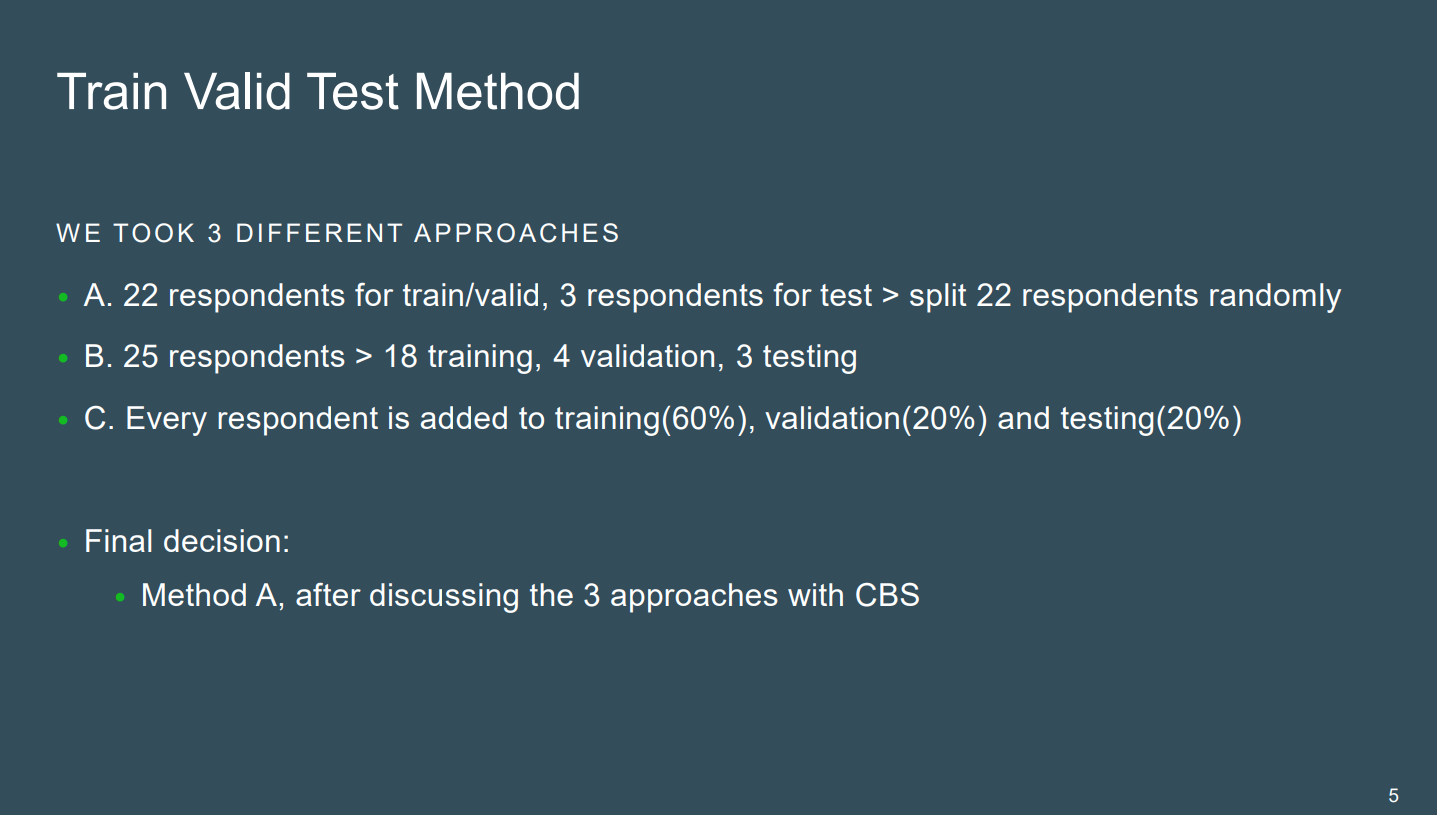 Train Valid Test Method
WE TOOK 3 DIFFERENT APPROACHES
• A. 22 respondents for train/valid, 3 respondents for test > split 22 respondents randomly
• B. 25 respondents > 18 training, 4 validation, 3 testing
• C. Every respondent is added to training(60%), validation(20%) and testing(20%)
• Final decision:
• Method A, after discussing the 3 approaches with CBS
5